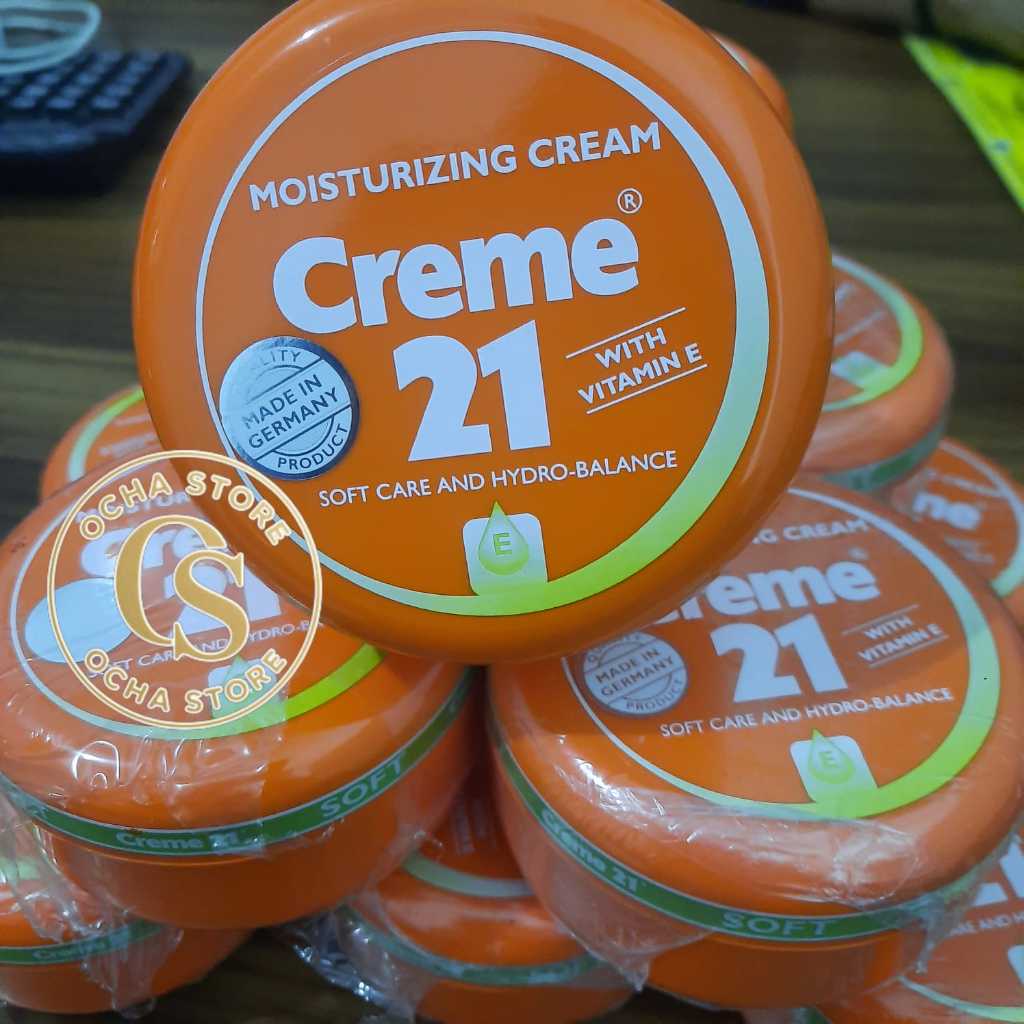 MOISTURIZING CREAM
Creme®
21
WITH
VITAMIN E
QUALITY
MADE IN
GERMANY
PRODUCT
SOFT CARE AND HYDRO-BALANCE
E
OCHA STORE
CS
OCHA STORE
Creme 21
SOFT
Creme®
21
WITH
VITAMIN E
MADE IN
GERMANY
PRODUCT
SOFT CARE AND HYDRO-BALANCE
E
Creme 21
SOFT